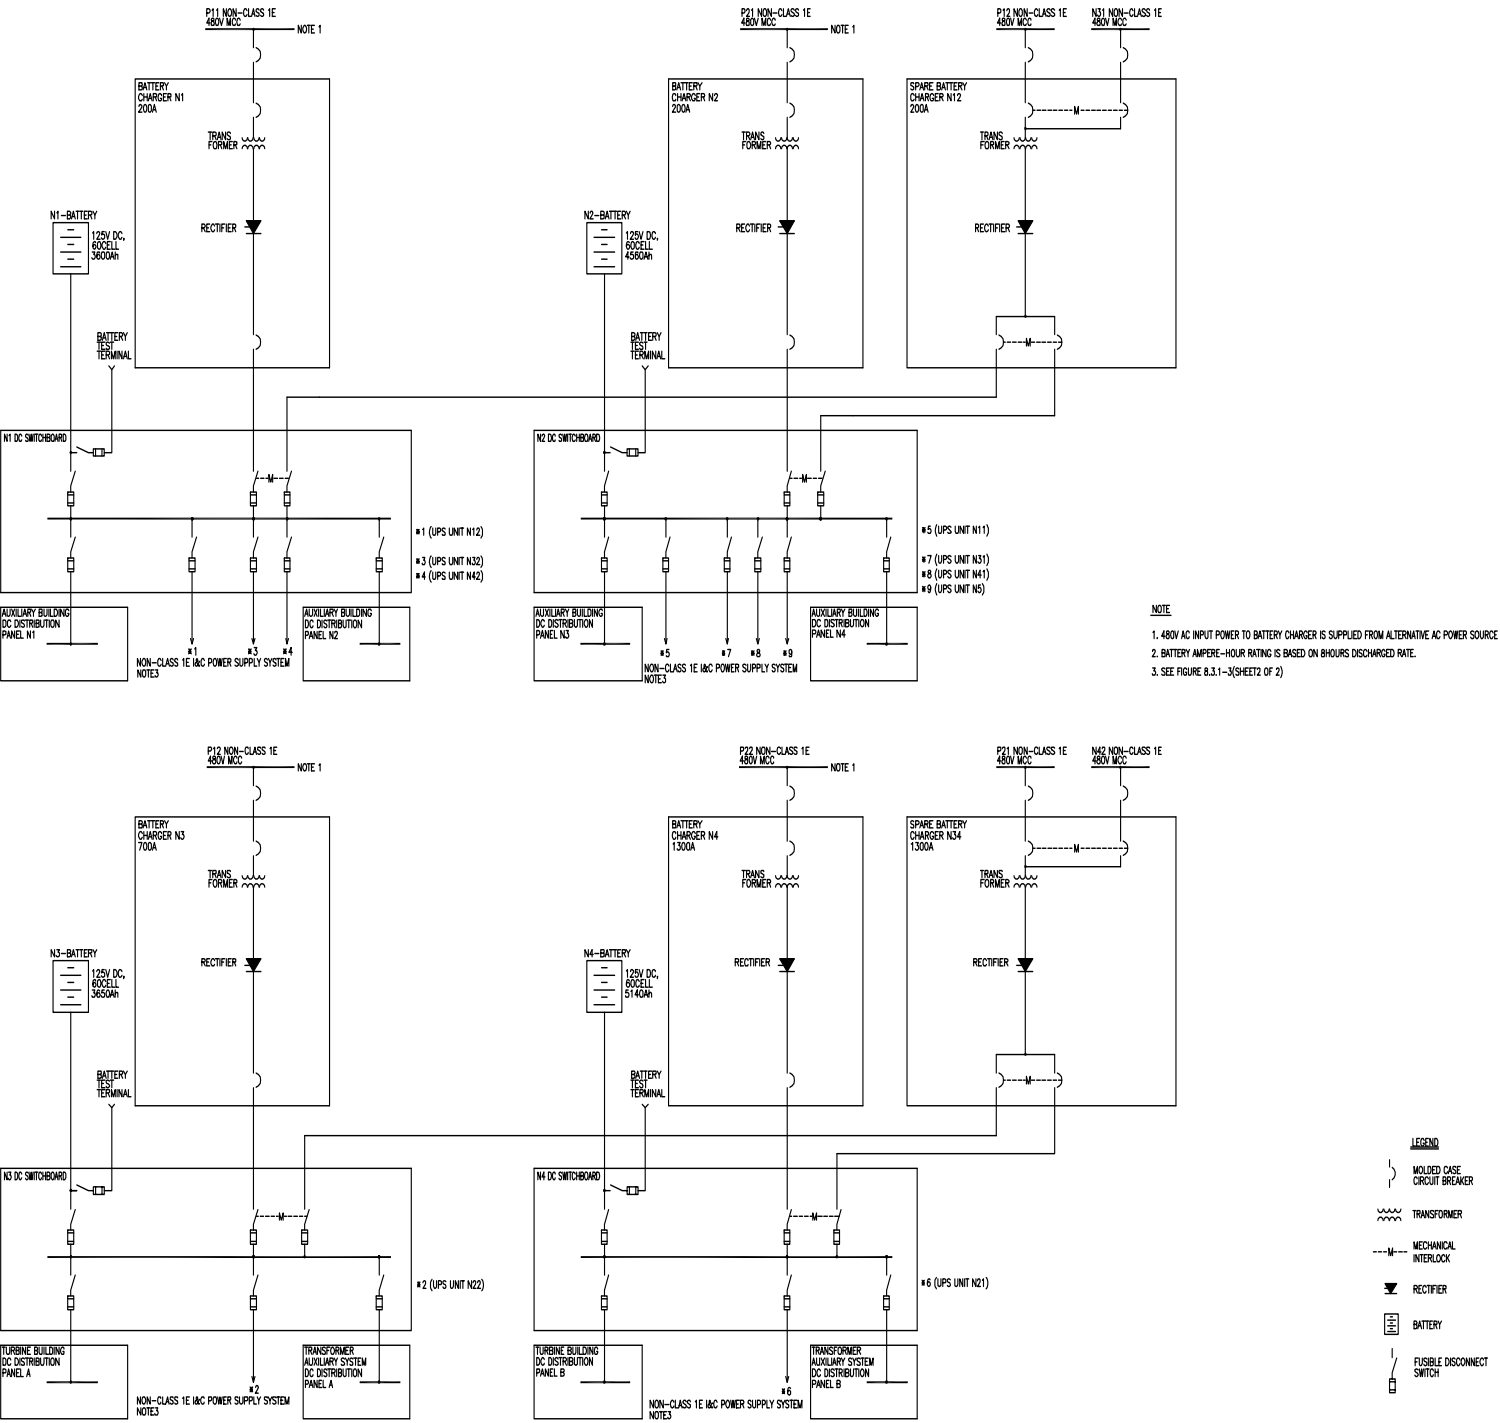 P11 NON-CLASS 1E
480V MCC
NOTE 1
BATTERY
CHARGER N1
200A
TRANS
FORMER
RECTIFIER
N1-BATTERY
125V DC,
60CELL
3600Ah
BATTERY
TEST
TERMINAL
N1 DC SWITCHBOARD
M
*1 (UPS UNIT N12)
*3 (UPS UNIT N32)
*4 (UPS UNIT N42)
AUXILIARY BUILDING
DC DISTRIBUTION
PANEL N1
*1
*3
*4
NON-CLASS 1E I&C POWER SUPPLY SYSTEM
NOTE3
AUXILIARY BUILDING
DC DISTRIBUTION
PANEL N2
P21 NON-CLASS 1E
480V MCC
NOTE 1
BATTERY
CHARGER N2
200A
TRANS
FORMER
RECTIFIER
N2-BATTERY
125V DC,
60CELL
4560Ah
BATTERY
TEST
TERMINAL
N2 DC SWITCHBOARD
M
*5 (UPS UNIT N11)
*7 (UPS UNIT N31)
*8 (UPS UNIT N41)
*9 (UPS UNIT N5)
AUXILIARY BUILDING
DC DISTRIBUTION
PANEL N3
*5
*7
*8
*9
NON-CLASS 1E I&C POWER SUPPLY SYSTEM
NOTE3
AUXILIARY BUILDING
DC DISTRIBUTION
PANEL N4
P12 NON-CLASS 1E
480V MCC
N31 NON-CLASS 1E
480V MCC
SPARE BATTERY
CHARGER N12
200A
M
TRANS
FORMER
RECTIFIER
M
NOTE
1. 480V AC INPUT POWER TO BATTERY CHARGER IS SUPPLIED FROM ALTERNATIVE AC POWER SOURCE
2. BATTERY AMPERE-HOUR RATING IS BASED ON 8HOURS DISCHARGED RATE.
3. SEE FIGURE 8.3.1-3(SHEET2 OF 2)
P12 NON-CLASS 1E
480V MCC
NOTE 1
BATTERY
CHARGER N3
700A
TRANS
FORMER
RECTIFIER
N3-BATTERY
125V DC,
60CELL
3650Ah
BATTERY
TEST
TERMINAL
N3 DC SWITCHBOARD
M
*2 (UPS UNIT N22)
TURBINE BUILDING
DC DISTRIBUTION
PANEL A
*2
NON-CLASS 1E I&C POWER SUPPLY SYSTEM
NOTE3
TRANSFORMER
AUXILIARY SYSTEM
DC DISTRIBUTION
PANEL A
P22 NON-CLASS 1E
480V MCC
NOTE 1
BATTERY
CHARGER N4
1300A
TRANS
FORMER
RECTIFIER
N4-BATTERY
125V DC,
60CELL
5140Ah
BATTERY
TEST
TERMINAL
N4 DC SWITCHBOARD
M
*6 (UPS UNIT N21)
TURBINE BUILDING
DC DISTRIBUTION
PANEL B
*6
NON-CLASS 1E I&C POWER SUPPLY SYSTEM
NOTE3
TRANSFORMER
AUXILIARY SYSTEM
DC DISTRIBUTION
PANEL B
P21 NON-CLASS 1E
480V MCC
N42 NON-CLASS 1E
480V MCC
SPARE BATTERY
CHARGER N34
1300A
M
TRANS
FORMER
RECTIFIER
M
LEGEND
MOLDED CASE
CIRCUIT BREAKER
TRANSFORMER
M
MECHANICAL
INTERLOCK
RECTIFIER
BATTERY
FUSIBLE DISCONNECT
SWITCH